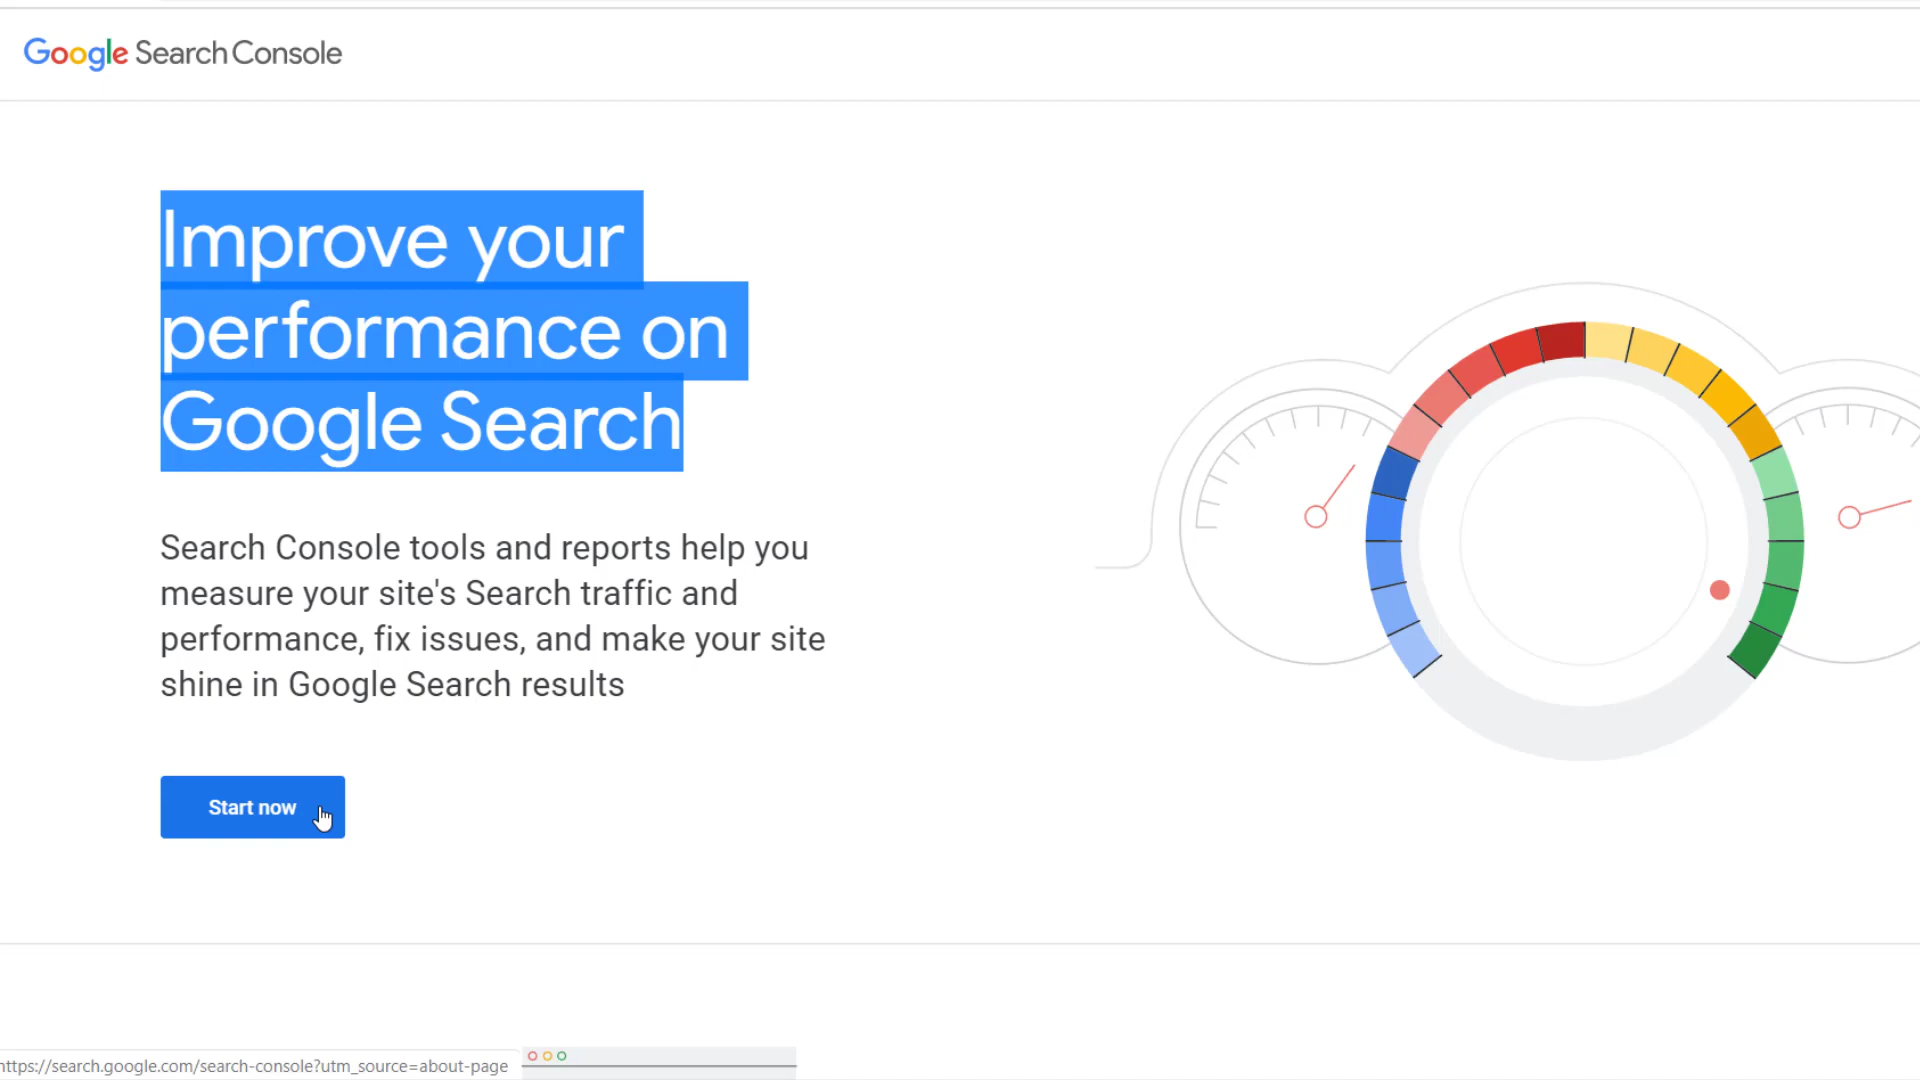 Google Search Console
Improve your
performance on
Google Search
Search Console tools and reports help you
measure your site's Search traffic and
performance, fix issues, and make your site
shine in Google Search results
Start now
https://search.google.com/search-console?utm_source=about-page